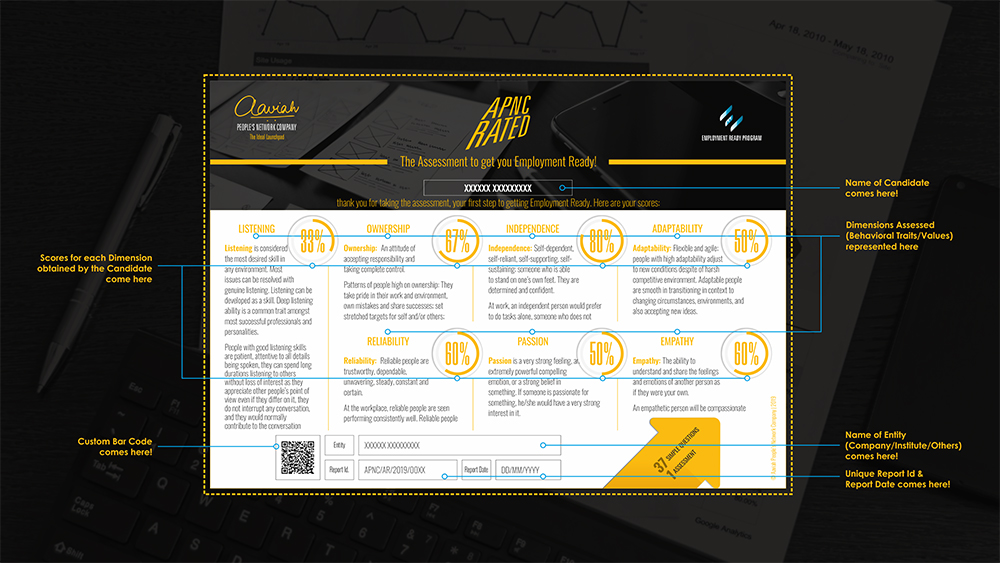 Apr 18, 2010 - May 18, 2010
Comparing to: Site
Site Usage
Aaviah
PEOPLE'S NETWORK COMPANY
The Ideal Launchpad
APNC
RATED
EMPLOYMENT READY PROGRAM
The Assessment to get you Employment Ready!
XXXXXX XXXXXXXXX
thank you for taking the assessment, your first step to getting Employment Ready. Here are your scores:
Name of Candidate
comes here!
Dimensions Assessed
(Behavioral Traits/Values)
represented here
Scores for each Dimension
obtained by the Candidate
come here
LISTENING
33%
Listening is considered
the most desired skill in
any environment. Most
issues can be resolved with
genuine listening. Listening can be
developed as a skill. Deep listening
ability is a common trait amongst
most successful professionals and
personalities.
People with good listening skills
are patient, attentive to all details
being spoken, they can spend long
durations listening to others
without loss of interest as they
appreciate other people's point of
view even if they differ on it, they
do not interrupt any conversation,
and they would normally
contribute to the conversation
OWNERSHIP
67%
Ownership: An attitude of
accepting responsibility and
taking complete control.
Patterns of people high on ownership: They
take pride in their work and environment,
own mistakes and share successes: set
stretched targets for self and/or others:
INDEPENDENCE
80%
Independence: Self-dependent,
self-reliant, self-supporting, self-
sustaining: someone who is able
to stand on one's own feet. They are
determined and confident.
At work, an independent person would prefer
to do tasks alone, someone who does not
ADAPTABILITY
50%
Adaptability: Flexible and agile:
people with high adaptability adjust
to new conditions despite of harsh
competitive environment. Adaptable people
are smooth in transitioning in context to
changing circumstances, environments, and
also accepting new ideas.
RELIABILITY
60%
Reliability: Reliable people are
trustworthy, dependable,
unwavering, steady, constant and
certain.
At the workplace, reliable people are seen
performing consistently well. Reliable people
PASSION
50%
Passion is a very strong feeling, an
extremely powerful compelling
emotion, or a strong belief in
something. If someone is passionate for
something, he/she would have a very strong
interest in it.
EMPATHY
60%
Empathy: The ability to
understand and share the feelings
and emotions of another person as
if they were your own.
An empathetic person will be compassionate
Custom Bar Code
comes here!
Entity
XXXXXX XXXXXXXXX
Report Id.
APNC/AR/2019/00XX
Report Date
DD/MM/YYYY
37 SIMPLE QUESTIONS
1 ASSESSMENT
People's Network Company | 2019
Name of Entity
(Company/Institute/Others)
comes here!
Unique Report Id &
Report Date comes here!
Google Analytics